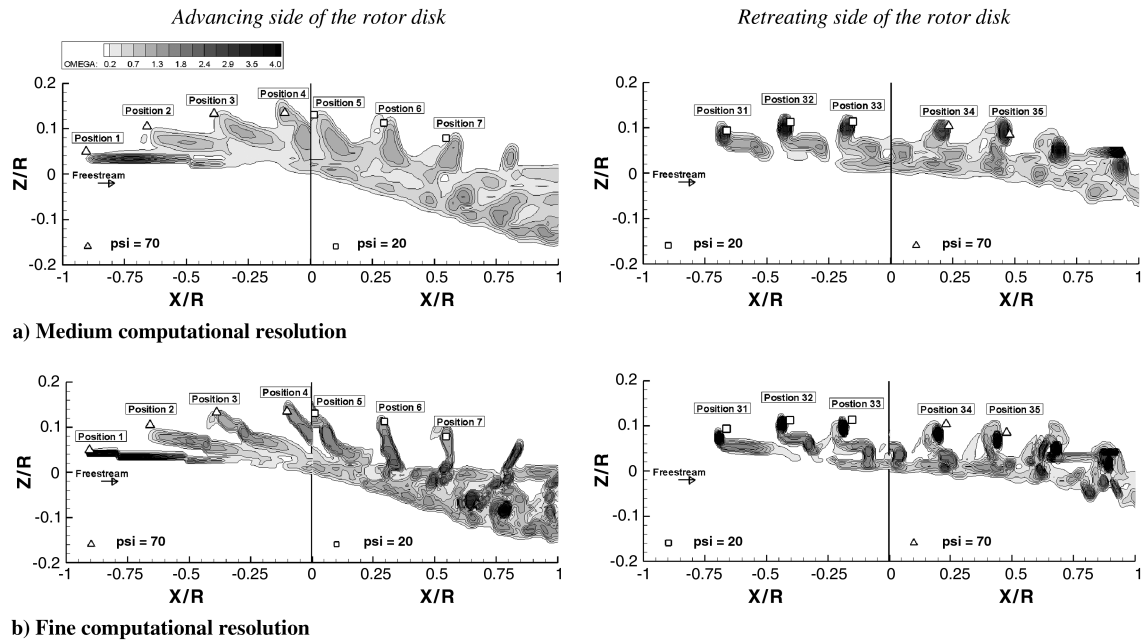 Advancing side of the rotor disk
Retreating side of the rotor disk
OMEGA: 0.2 0.7 1.3 1.8 2.4 2.9 3.5 4.0
0.2
0.1
0
-0.1
-0.2
Z/R
Position 1
Position 2
Position 3
Position 4
Position 5
Position 6
Position 7
Freestream
psi = 70
psi = 20
-1 -0.75 -0.5 -0.25 0 0.25 0.5 0.75 1
X/R
X/R
0.2
0.1
0
-0.1
-0.2
Z/R
Position 31
Position 32
Position 33
Position 34
Position 35
Freestream
psi = 20
psi = 70
-1 -0.75 -0.5 -0.25 0 0.25 0.5 0.75 1
X/R
X/R
a) Medium computational resolution
0.2
0.1
0
-0.1
-0.2
Z/R
Position 1
Position 2
Position 3
Position 4
Position 5
Position 6
Position 7
Freestream
psi = 70
psi = 20
-1 -0.75 -0.5 -0.25 0 0.25 0.5 0.75 1
X/R
X/R
0.2
0.1
0
-0.1
-0.2
Z/R
Position 31
Position 32
Position 33
Position 34
Position 35
Freestream
psi = 20
psi = 70
-1 -0.75 -0.5 -0.25 0 0.25 0.5 0.75 1
X/R
X/R
b) Fine computational resolution